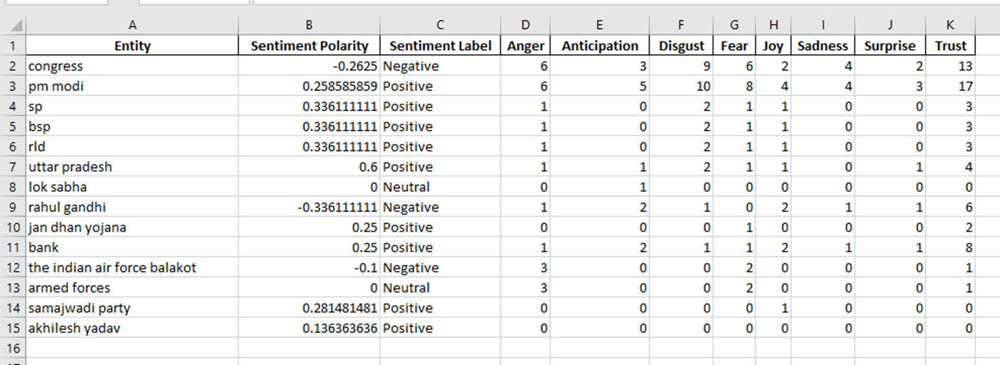 A B C D E F G H I J K
1 Entity Sentiment Polarity Sentiment Label Anger Anticipation Disgust Fear Joy Sadness Surprise Trust
2 congress -0.2625 Negative 6 3 9 6 2 4 2 13
3 pm modi 0.258585859 Positive 6 5 10 8 4 4 3 17
4 sp 0.336111111 Positive 1 0 2 1 1 0 0 3
5 bsp 0.336111111 Positive 1 0 2 1 1 0 0 3
6 rld 0.336111111 Positive 1 0 2 1 1 0 0 3
7 uttar pradesh 0.6 Positive 1 1 2 1 1 0 1 4
8 lok sabha 0 Neutral 0 1 0 0 0 0 0 0
9 rahul gandhi -0.336111111 Negative 1 2 1 0 2 1 1 6
10 jan dhan yojana 0.25 Positive 0 0 0 1 0 0 0 2
11 bank 0.25 Positive 1 2 1 1 2 1 1 8
12 the indian air force balakot -0.1 Negative 3 0 0 2 0 0 0 1
13 armed forces 0 Neutral 3 0 0 2 0 0 0 1
14 samajwadi party 0.281481481 Positive 0 0 0 0 1 0 0 0
15 akhilesh yadav 0.136363636 Positive 0 0 0 0 0 0 0 0
16